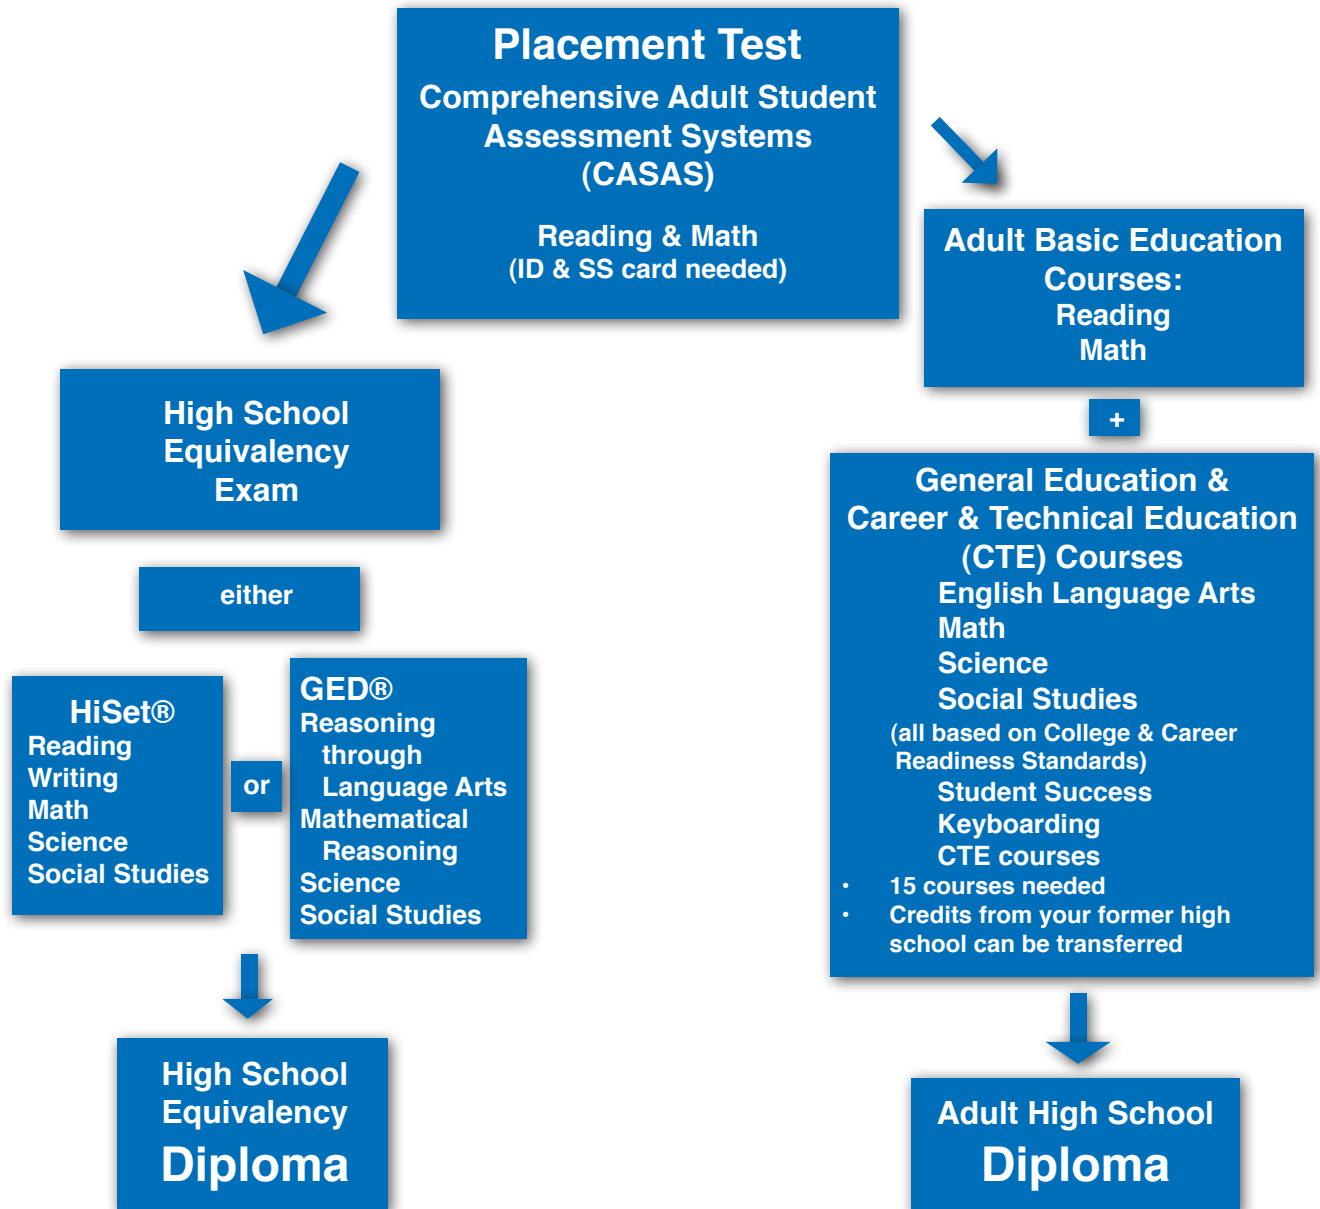 Placement Test
Comprehensive Adult Student
Assessment Systems
(CASAS)
Reading & Math
(ID & SS card needed)
High School
Equivalency
Exam
either
HiSet®
Reading
Writing
Math
Science
Social Studies
or
GED®
Reasoning
through
Language Arts
Mathematical
Reasoning
Science
Social Studies
High School
Equivalency
Diploma
Adult Basic Education
Courses:
Reading
Math
+
General Education &
Career & Technical Education
(CTE) Courses
English Language Arts
Math
Science
Social Studies
(all based on College & Career
Readiness Standards)
Student Success
Keyboarding
CTE courses
• 15 courses needed
• Credits from your former high
school can be transferred
Adult High School
Diploma